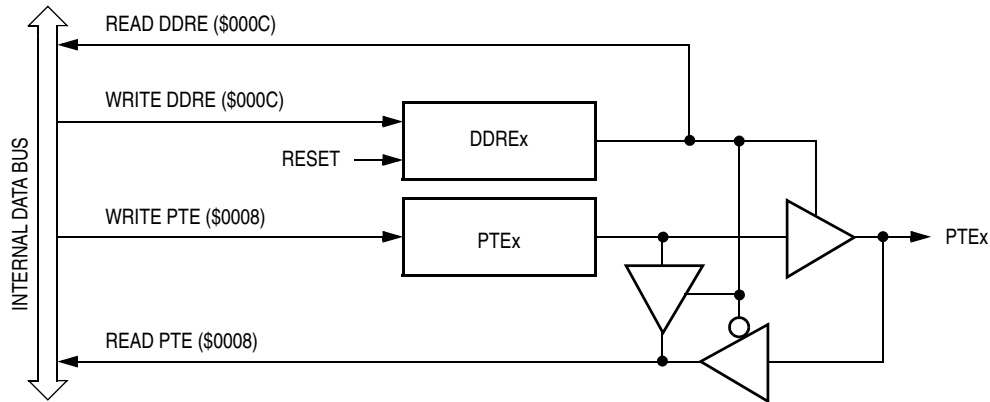 READ DDRE ($000C)
WRITE DDRE ($000C)
DDREx
RESET
WRITE PTE ($0008)
PTEx
PTEx
READ PTE ($0008)
INTERNAL DATA BUS